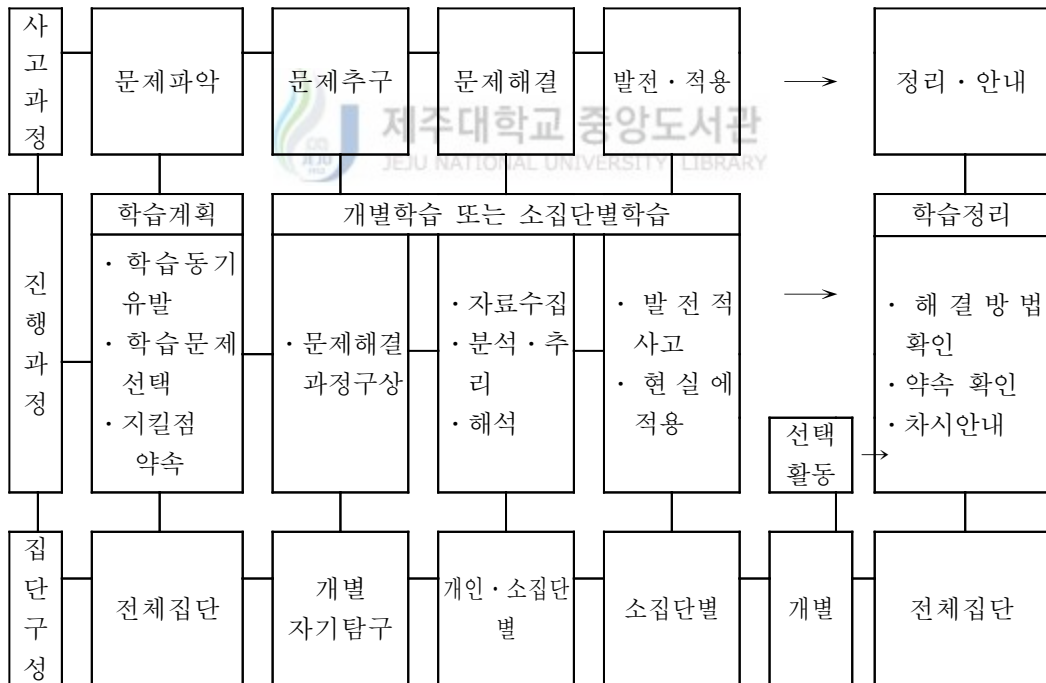 사고과정
문제파악
문제추구
문제해결
발전·적용
→
정리·안내
제주대학교 중앙도서관
JEJU NATIONAL UNIVERSITY LIBRARY
JEJU
1952
진행과정
학습계획
· 학습동기
유발
· 학습문제
선택
· 지킬점
약속
개별학습 또는 소집단별학습
· 문제해결
과정구상
· 자료수집
· 분석·추
리
· 해석
· 발전적
사고
· 현실에
적용
→
선택
활동
→
학습정리
· 해결방법
확인
· 약속 확인
· 차시안내
집단구성
전체집단
개별
자기탐구
개인·소집단
별
소집단별
개별
전체집단